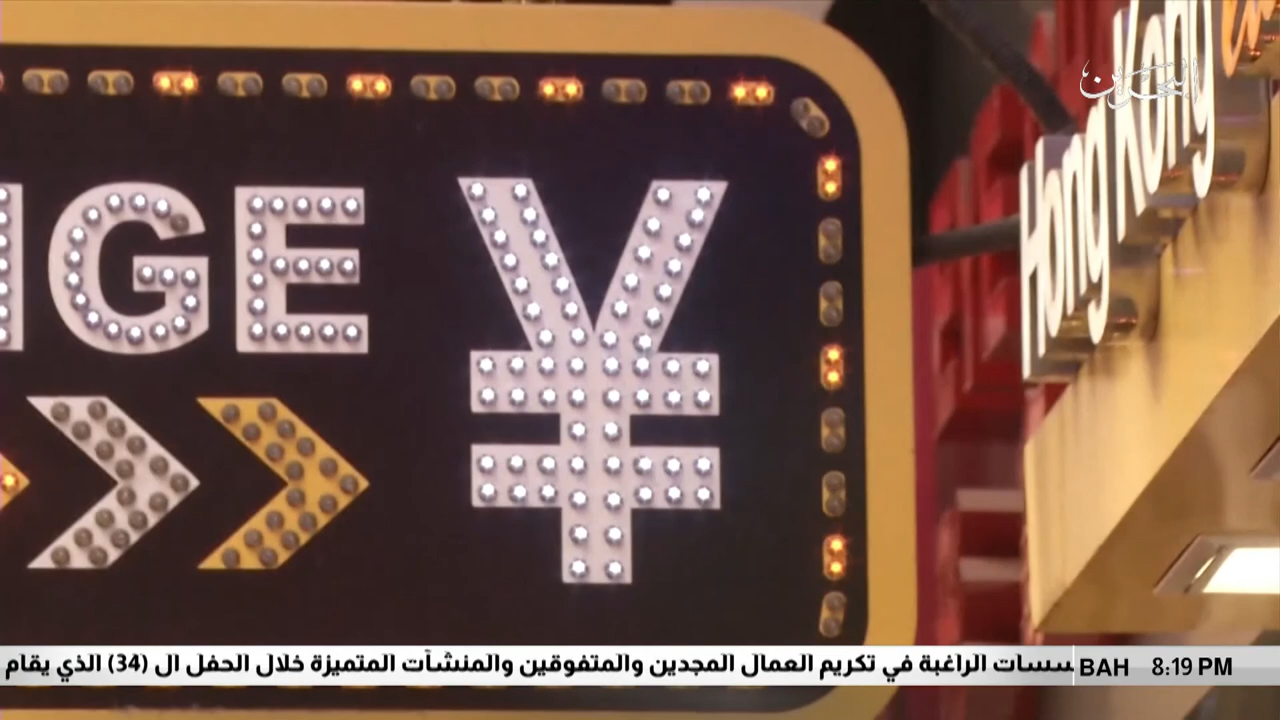 NGE ¥
Hong Kong
البحرين
سسات الراغبة في تكريم العمال المجدين والمتفوقين والمنشآت المتميزة خلال الحفل ال (34) الذي يقام
BAH 8:19 PM